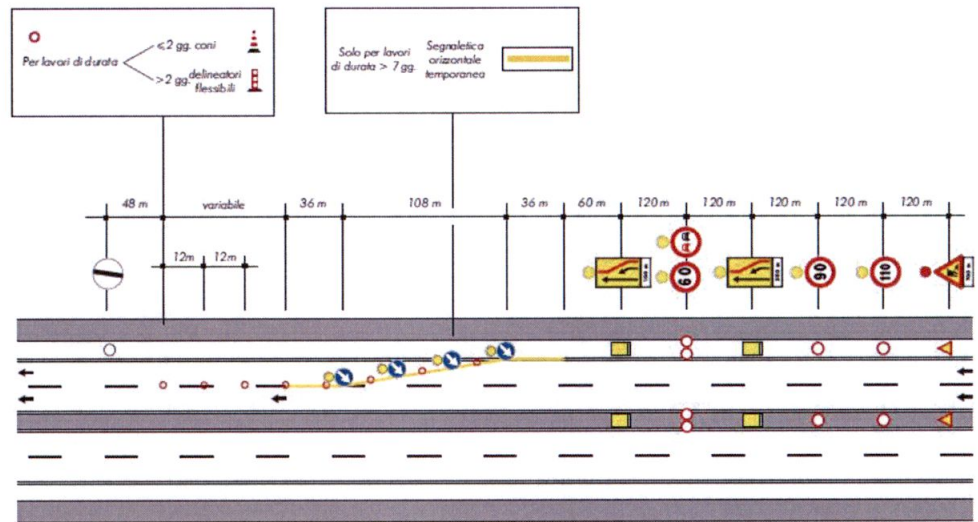 Per lavori di durata
⩽2 gg. coni
>2 gg. delineatori
flessibili
Solo per lavori
di durata > 7 gg.
Segnaletica
orizzontale
temporanea
48 m
variabile
36 m
108 m
36 m
60 m
120 m
120 m
120 m
120 m
120 m
12m
12m
60
90
110